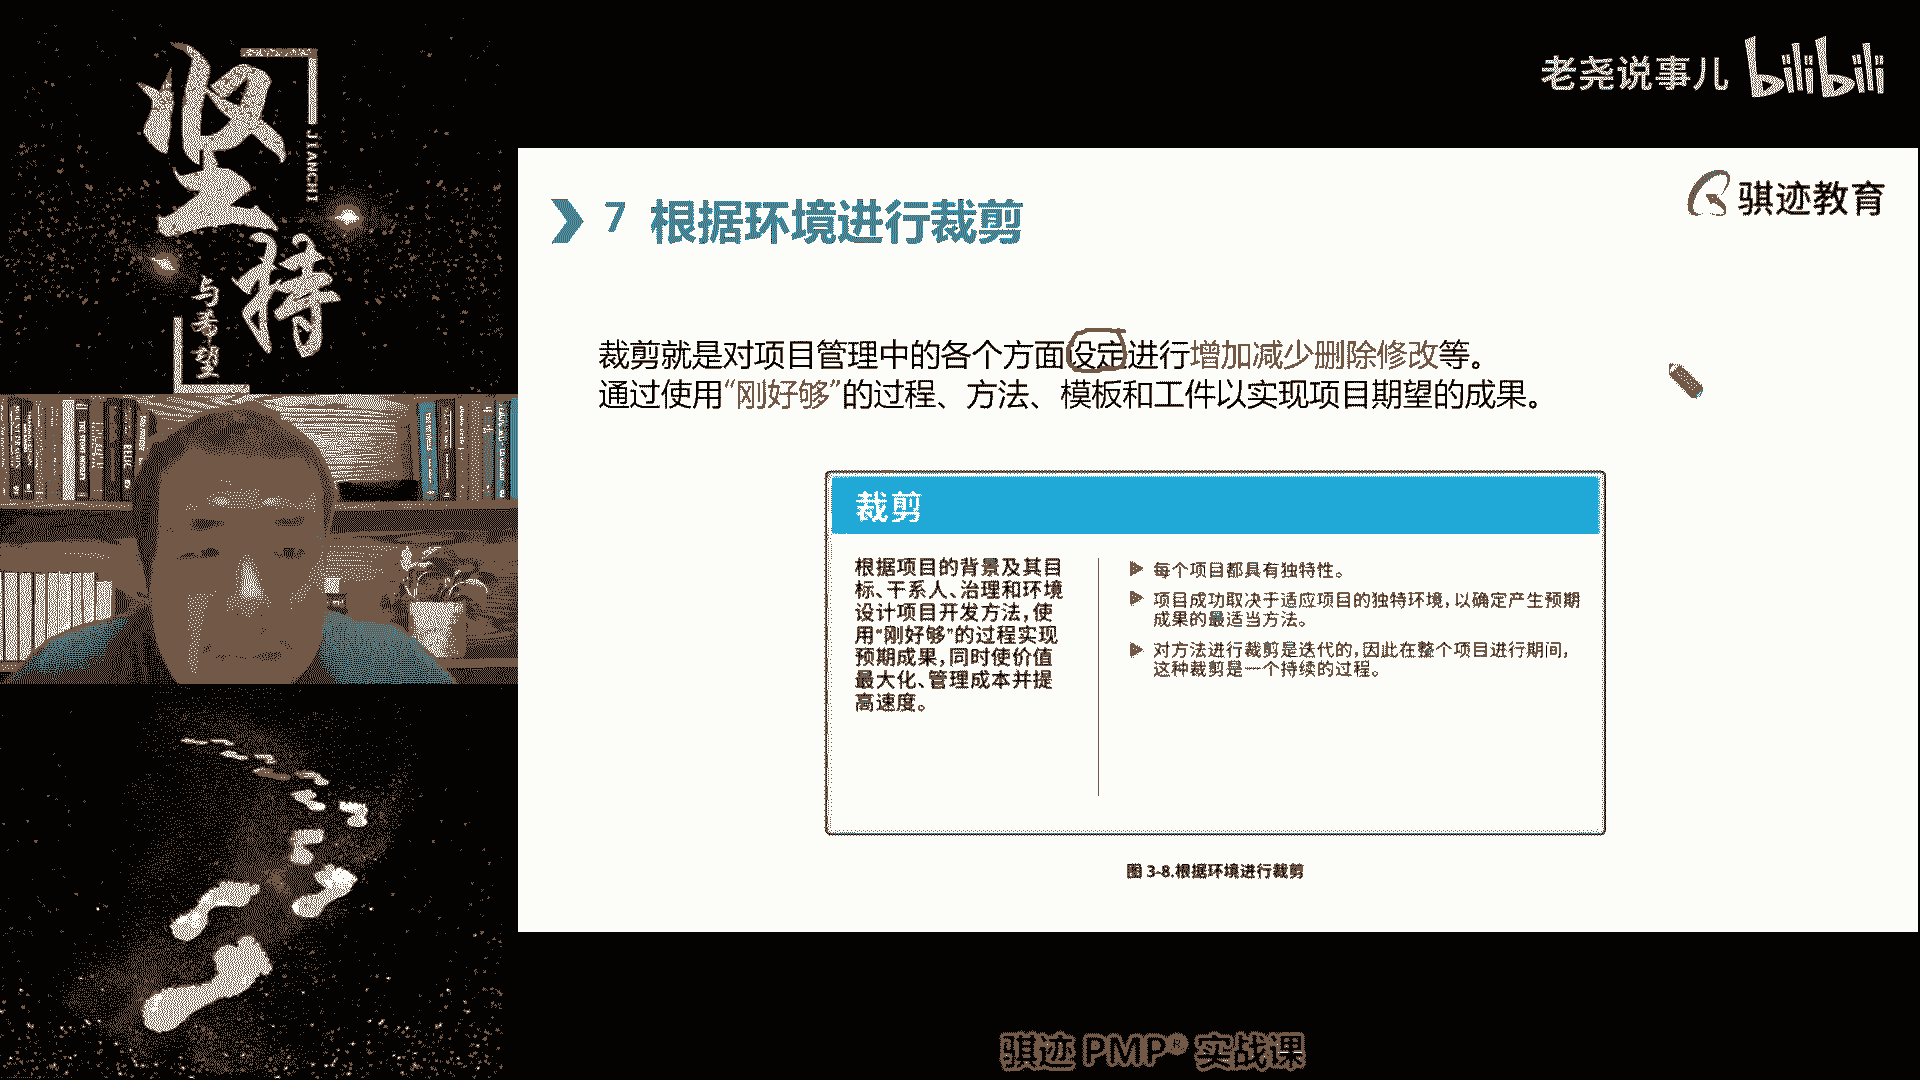 坚持
JIANCHI
与希望
老尧说事儿 bilibili
骐迹教育
7 根据环境进行裁剪
裁剪就是对项目管理中的各个方面设定进行增加减少删除修改等。
通过使用“刚好够”的过程、方法、模板和工件以实现项目期望的成果。
裁剪
根据项目的背景及其目
标、干系人、治理和环境
设计项目开发方法，使
用“刚好够”的过程实现
预期成果，同时使价值
最大化、管理成本并提
高速度。
每个项目都具有独特性。
项目成功取决于适应项目的独特环境，以确定产生预期
成果的最适当方法。
对方法进行裁剪是迭代的，因此在整个项目进行期间，
这种裁剪是一个持续的过程。
图 3-8.根据环境进行裁剪
骐迹 PMP® 实战课